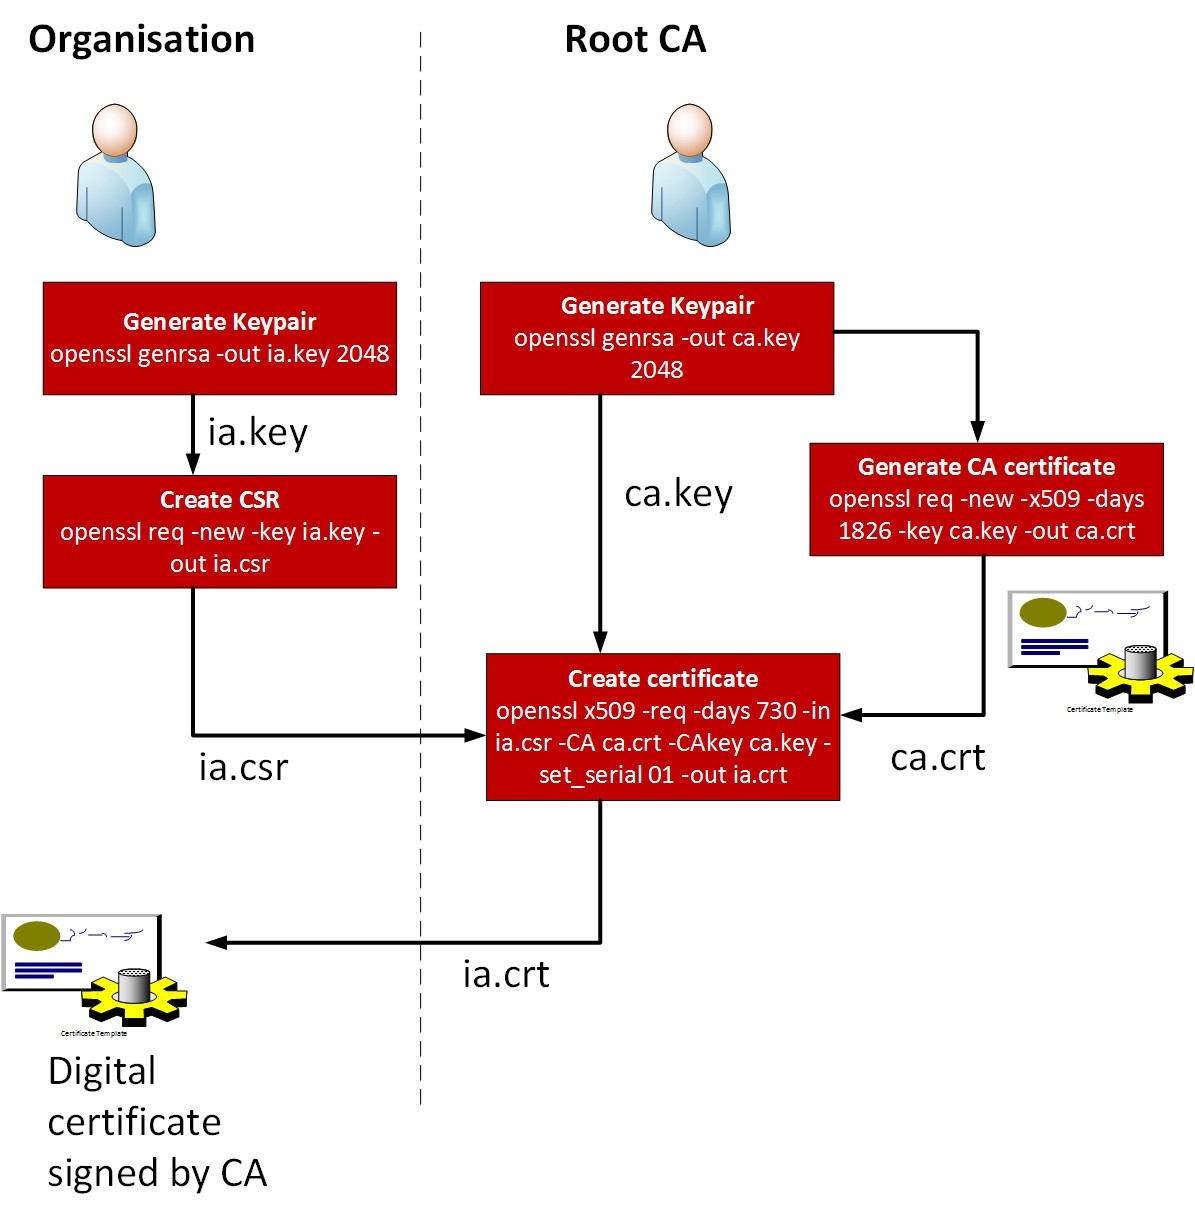 Organisation
Root CA
Generate Keypair
openssl genrsa -out ia.key 2048
Generate Keypair
openssl genrsa -out ca.key
2048
ia.key
ca.key
Generate CA certificate
openssl req -new -x509 -days
1826 -key ca.key -out ca.crt
Create CSR
openssl req -new -key ia.key -
out ia.csr
Certificate Template
Create certificate
openssl x509 -req -days 730 -in
ia.csr -CA ca.crt -CAkey ca.key -
set_serial 01 -out ia.crt
ia.csr
ca.crt
ia.crt
Certificate Template
Digital
certificate
signed by CA